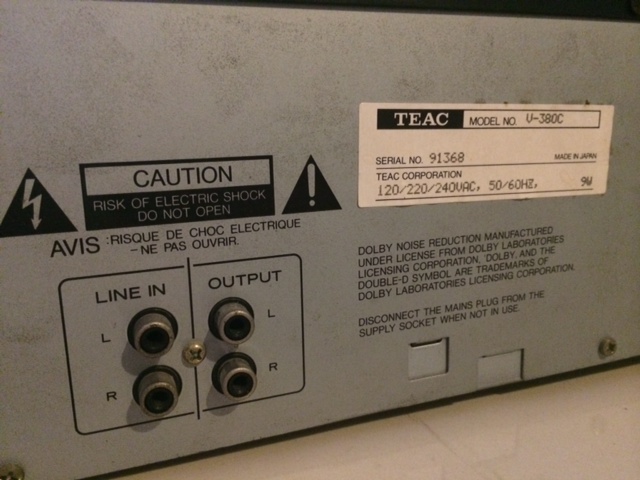 TEAC MODEL NO. V-380C
SERIAL NO. 91368 MADE IN JAPAN
TEAC CORPORATION
120/220/240VAC, 50/60HZ, 9W
CAUTION
RISK OF ELECTRIC SHOCK
DO NOT OPEN
AVIS : RISQUE DE CHOC ELECTRIQUE
– NE PAS OUVRIR.
DOLBY NOISE REDUCTION MANUFACTURED
UNDER LICENSE FROM DOLBY LABORATORIES
LICENSING CORPORATION, 'DOLBY, AND THE
DOUBLE-D SYMBOL ARE TRADEMARKS OF
DOLBY LABORATORIES LICENSING CORPORATION.
DISCONNECT THE MAINS PLUG FROM THE
SUPPLY SOCKET WHEN NOT IN USE.
LINE IN OUTPUT
L L
R R